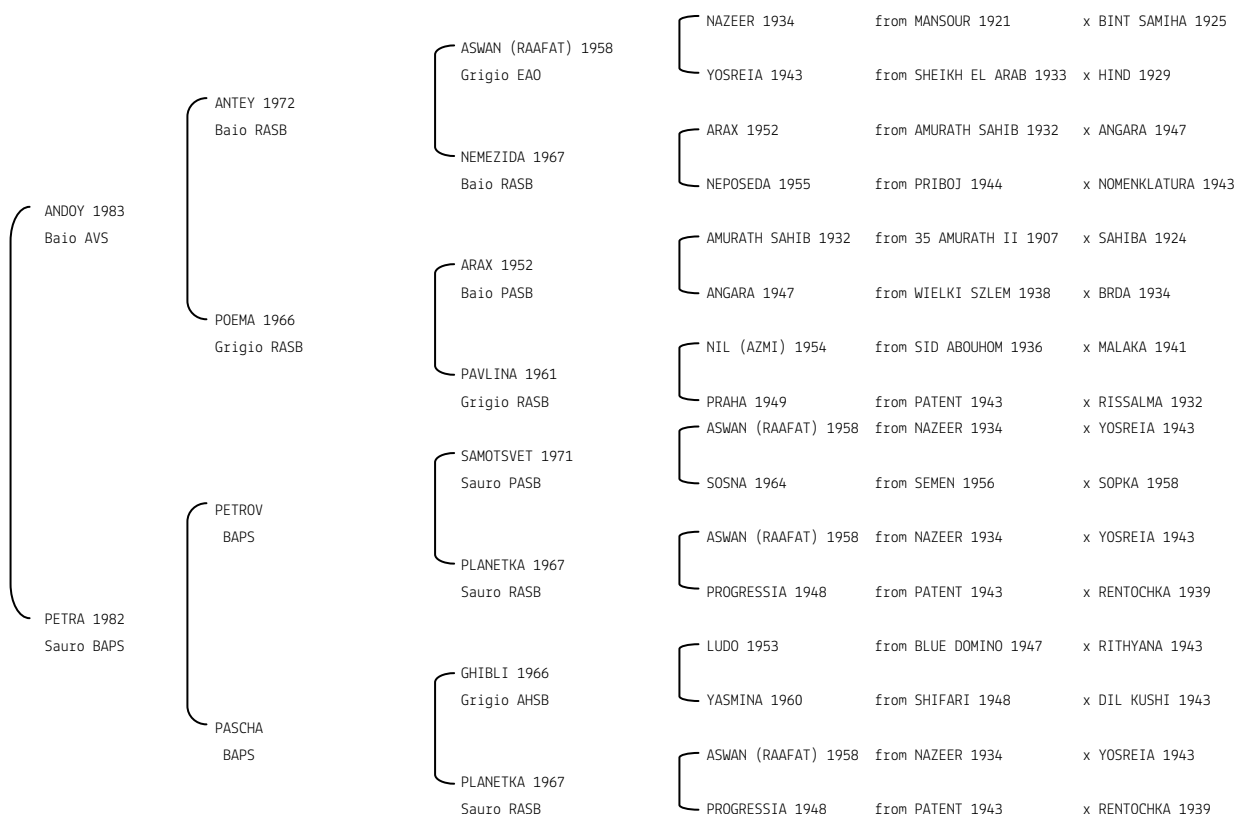 NAZEER 1934 from MANSOUR 1921 x BINT SAMIHA 1925
ASWAN (RAAFAT) 1958
Grigio EAO
YOSREIA 1943 from SHEIKH EL ARAB 1933 x HIND 1929
ANTEY 1972
Baio RASB
ARAX 1952 from AMURATH SAHIB 1932 x ANGARA 1947
NEMEZIDA 1967
Baio RASB
NEPOSEDA 1955 from PRIBOJ 1944 x NOMENKLATURA 1943
ANDOY 1983
Baio AVS
AMURATH SAHIB 1932 from 35 AMURATH II 1907 x SAHIBA 1924
ARAX 1952
Baio PASB
ANGARA 1947 from WIELKI SZLEM 1938 x BRDA 1934
POEMA 1966
Grigio RASB
NIL (AZMI) 1954 from SID ABOUHOM 1936 x MALAKA 1941
PAVLINA 1961
Grigio RASB
PRAHA 1949 from PATENT 1943 x RISSALMA 1932
ASWAN (RAAFAT) 1958 from NAZEER 1934 x YOSREIA 1943
SAMOTSVET 1971
Sauro PASB
SOSNA 1964 from SEMEN 1956 x SOPKA 1958
PETROV
BAPS
ASWAN (RAAFAT) 1958 from NAZEER 1934 x YOSREIA 1943
PLANETKA 1967
Sauro RASB
PROGRESSIA 1948 from PATENT 1943 x RENTOCHKA 1939
PETRA 1982
Sauro BAPS
LUDO 1953 from BLUE DOMINO 1947 x RITHYANA 1943
GHIBLI 1966
Grigio AHSB
YASMINA 1960 from SHIFARI 1948 x DIL KUSHI 1943
PASCHA
BAPS
ASWAN (RAAFAT) 1958 from NAZEER 1934 x YOSREIA 1943
PLANETKA 1967
Sauro RASB
PROGRESSIA 1948 from PATENT 1943 x RENTOCHKA 1939